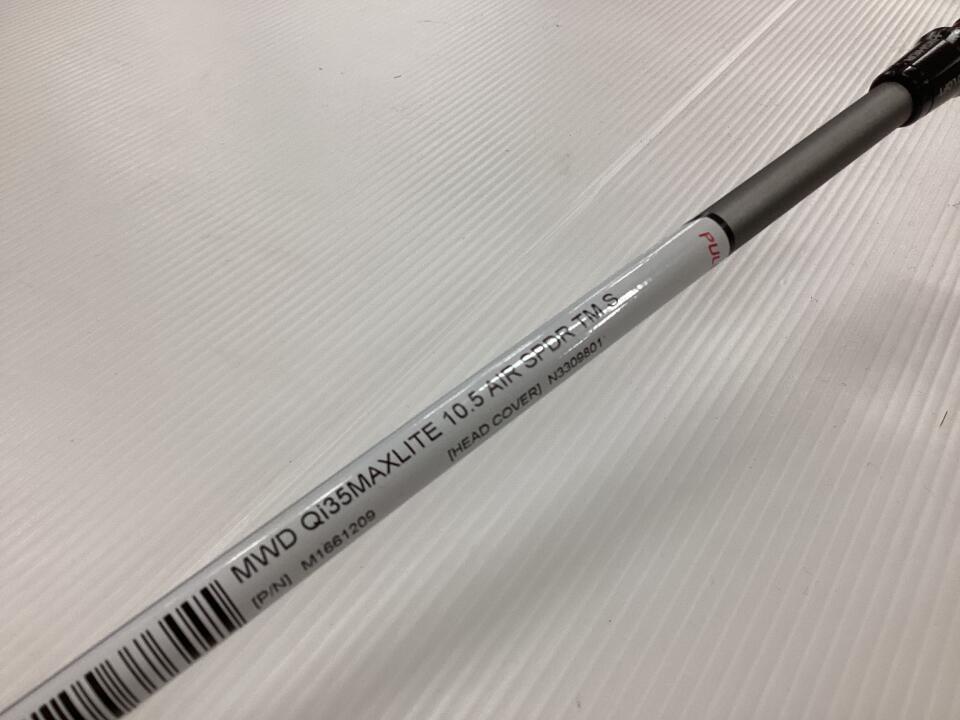 MWD Qi35MAXLITE 10.5 AIR SPDR TM S
[P/N] M1661209 [HEAD COVER] N3309801